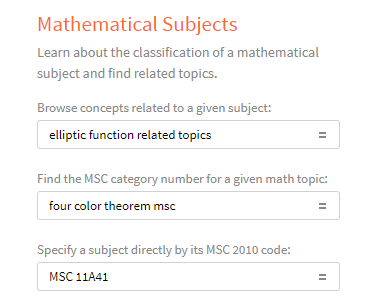 Mathematical Subjects
Learn about the classification of a mathematical
subject and find related topics.
Browse concepts related to a given subject:
elliptic function related topics =
Find the MSC category number for a given math topic:
four color theorem msc =
Specify a subject directly by its MSC 2010 code:
MSC 11A41 =